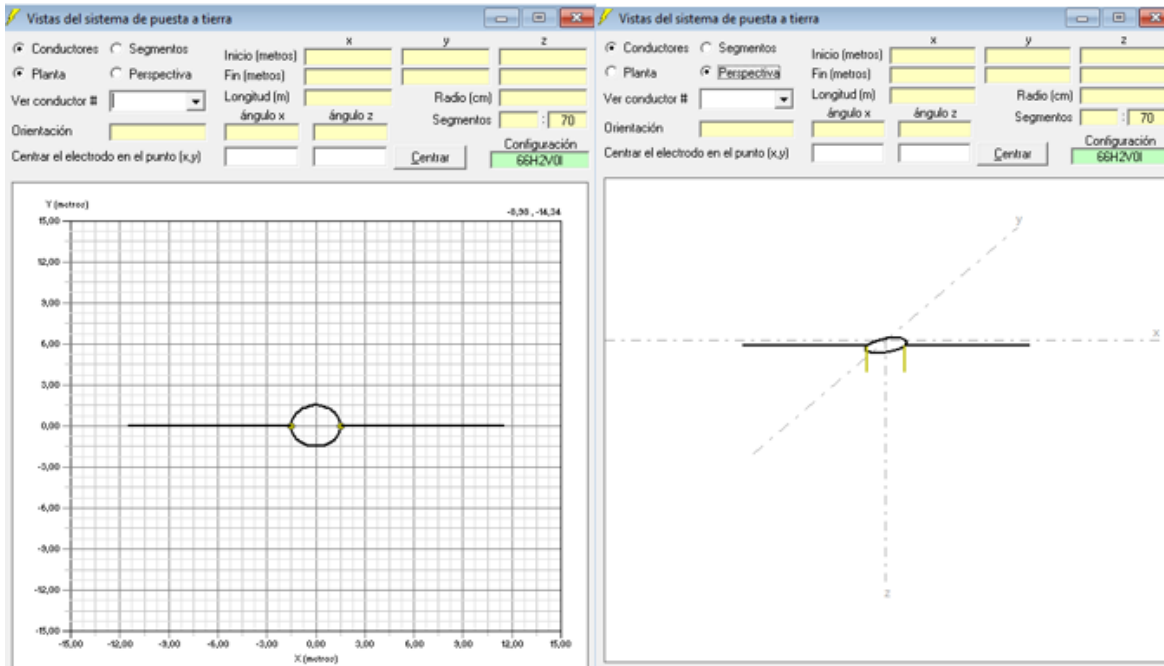 Vistas del sistema de puesta a tierra
Conductores Segmentos
x y z
Inicio (metros)
Planta Perspectiva
Fin (metros)
Ver conductor #
Longitud (m) Radio (cm)
ángulo x ángulo z
Segmentos : 70
Orientación
Configuración
Centrar el electrodo en el punto (x,y) Centrar 66H2V0I
Y (metros) -8,98 , -14,34
15,00
12,00
9,00
6,00
3,00
0,00
-3,00
-6,00
-9,00
-12,00
-15,00
-15,00 -12,00 -9,00 -6,00 -3,00 0,00 3,00 6,00 9,00 12,00 15,00
X (metros)
Vistas del sistema de puesta a tierra
Conductores Segmentos
x y z
Inicio (metros)
Planta Perspectiva
Fin (metros)
Ver conductor #
Longitud (m) Radio (cm)
ángulo x ángulo z
Segmentos : 70
Orientación
Configuración
Centrar el electrodo en el punto (x,y) Centrar 66H2V0I
y
x
z